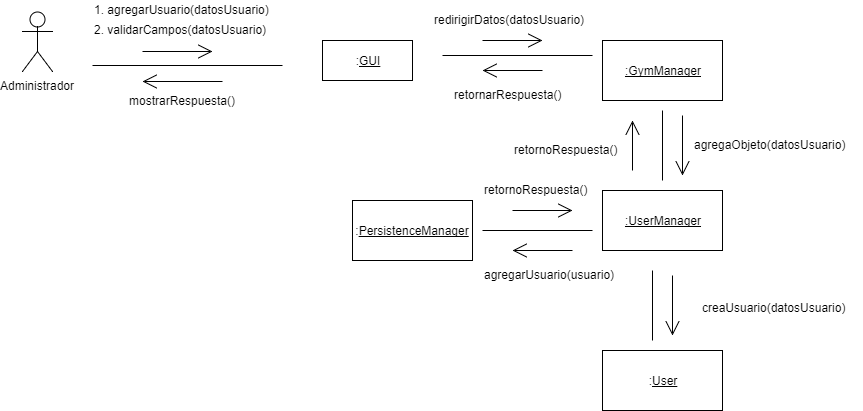 1. agregarUsuario(datosUsuario)
2. validarCampos(datosUsuario)
Administrador
mostrarRespuesta()
:GUI
redirigirDatos(datosUsuario)
retornarRespuesta()
:GymManager
retornoRespuesta()
agregaObjeto(datosUsuario)
retornoRespuesta()
:PersistenceManager
:UserManager
agregarUsuario(usuario)
creaUsuario(datosUsuario)
:User